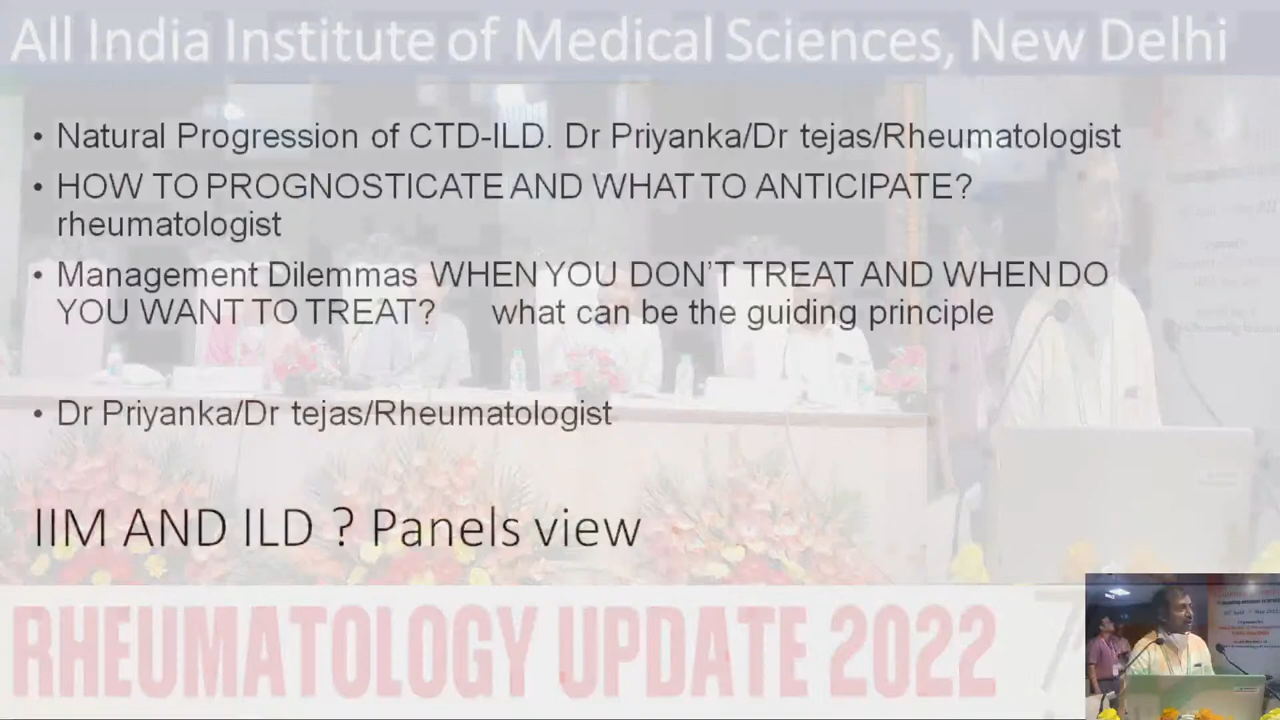 All India Institute of Medical Sciences, New Delhi
• Natural Progression of CTD-ILD. Dr Priyanka/Dr tejas/Rheumatologist
• HOW TO PROGNOSTICATE AND WHAT TO ANTICIPATE?
rheumatologist
• Management Dilemmas WHEN YOU DON'T TREAT AND WHEN DO
YOU WANT TO TREAT? what can be the guiding principle
• Dr Priyanka/Dr tejas/Rheumatologist
IIM AND ILD ? Panels view
RHEUMATOLOGY UPDATE 2022